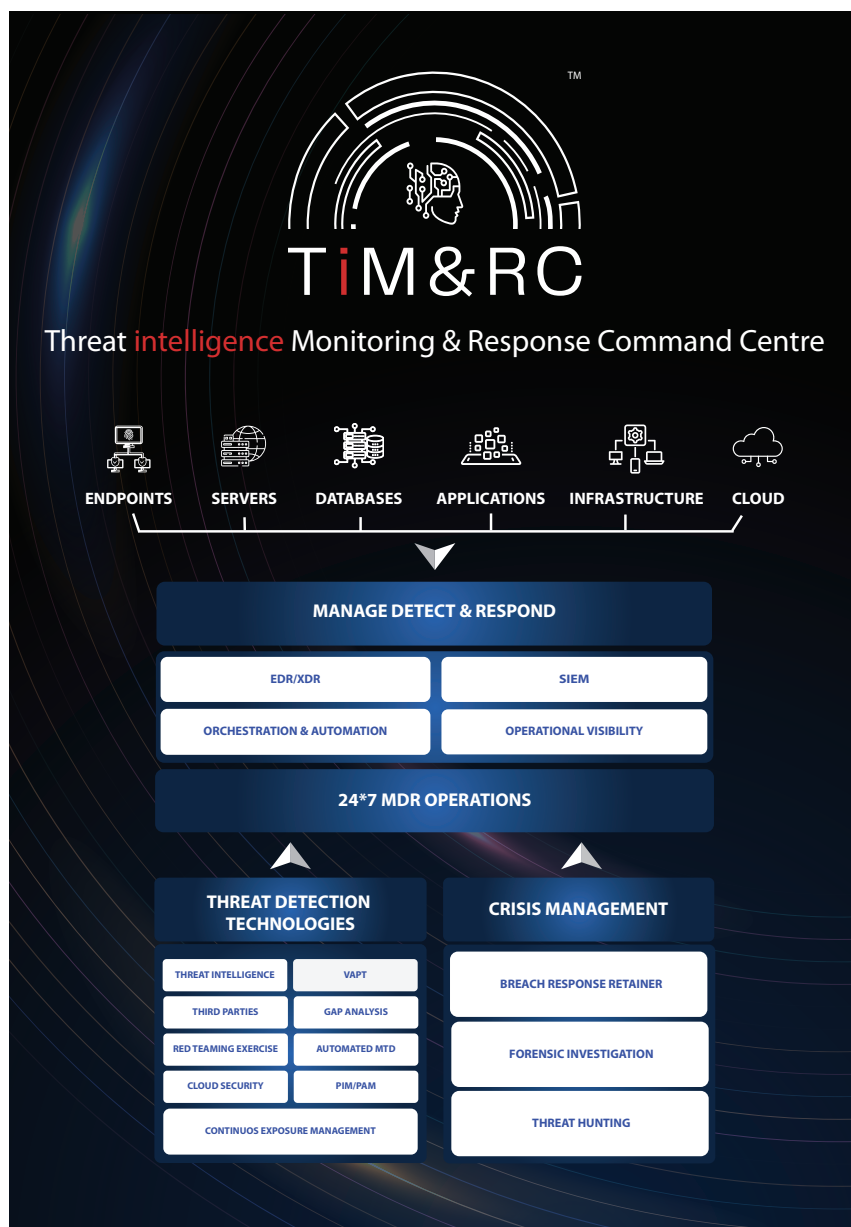 TM
TiM&RC
Threat intelligence Monitoring & Response Command Centre
ENDPOINTS
SERVERS
DATABASES
APPLICATIONS
INFRASTRUCTURE
CLOUD
MANAGE DETECT & RESPOND
EDR/XDR
SIEM
ORCHESTRATION & AUTOMATION
OPERATIONAL VISIBILITY
24*7 MDR OPERATIONS
THREAT DETECTION
TECHNOLOGIES
THREAT INTELLIGENCE
VAPT
THIRD PARTIES
GAP ANALYSIS
RED TEAMING EXERCISE
AUTOMATED MTD
CLOUD SECURITY
PIM/PAM
CONTINUOS EXPOSURE MANAGEMENT
CRISIS MANAGEMENT
BREACH RESPONSE RETAINER
FORENSIC INVESTIGATION
THREAT HUNTING